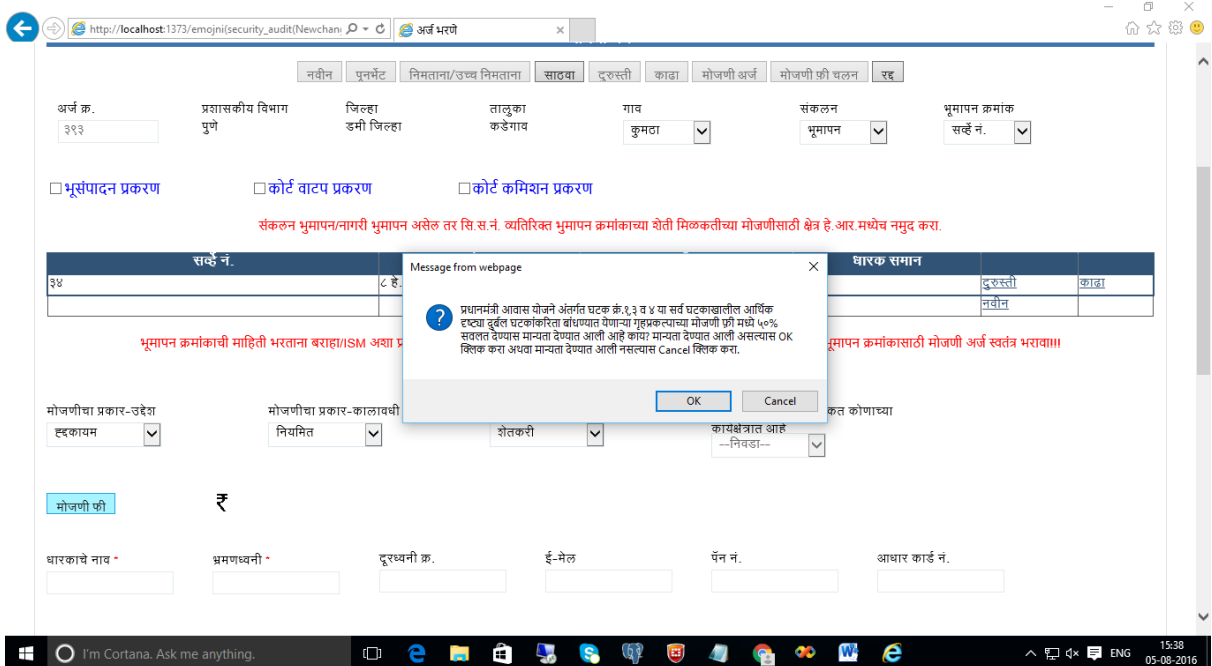 http://localhost:1373/emojni(security_audit(Newchan
अर्ज भरणे
नवीन पूनर्भेट निमताना/उच्च निमताना साठवा दुरुस्ती काढा मोजणी अर्ज मोजणी फ़ी चलन रद्द
अर्ज क्र. प्रशासकीय विभाग जिल्हा तालुका गाव संकलन भूमापन क्रमांक
३९३ पुणे डमी जिल्हा कडेगाव कुमठा भूमापन सर्व्हे नं.
भूसंपादन प्रकरण कोर्ट वाटप प्रकरण कोर्ट कमिशन प्रकरण
संकलन भुमापन/नागरी भुमापन असेल तर सि.स.नं. व्यतिरिक्त भुमापन क्रमांकाच्या शेती मिळकतीच्या मोजणीसाठी क्षेत्र हे.आर.मध्येच नमुद करा.
सर्व्हे नं. धारक समान
३४ ८ हे. दुरुस्ती काढा
नवीन
Message from webpage
प्रधानमंत्री आवास योजने अंतर्गत घटक क्रं.१,३ व ४ या सर्व घटकाखालील आर्थिक
दृष्ट्या दुर्बल घटकांकरिता बांधण्यात येणाऱ्या गृहप्रकल्पाच्या मोजणी फ़ी मध्ये ५०%
सवलत देण्यास मान्यता देण्यात आली आहे काय? मान्यता देण्यात आली असल्यास OK
क्लिक करा अथवा मान्यता देण्यात आली नसल्यास Cancel क्लिक करा.
OK Cancel
भूमापन क्रमांकाची माहिती भरताना बराहा/ISM अशा भूमापन क्रमांकासाठी मोजणी अर्ज स्वतंत्र भरावा!!!
मोजणीचा प्रकार-उद्देश मोजणीचा प्रकार-कालावधी कोणाच्या
कार्यक्षेत्रात आहे
हद्दकायम नियमित शेतकरी --निवडा--
मोजणी फी ₹
धारकाचे नाव * भ्रमणध्वनी * दूरध्वनी क्र. ई-मेल पॅन नं. आधार कार्ड नं.
I'm Cortana. Ask me anything.
ENG 15:38
05-08-2016